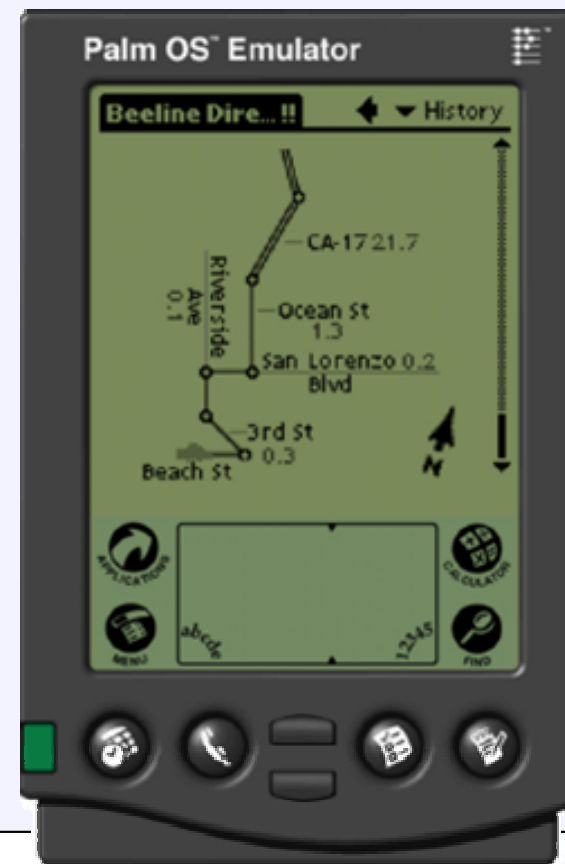 Palm OS™ Emulator
Beeline Dire... !!
History
CA-17 21.7
Riverside
Ave
0.1
Ocean St
1.3
San Lorenzo 0.2
Blvd
3rd St
0.3
Beach St
N
APPLICATIONS
CALCULATOR
MENU
abcde
12345
FIND